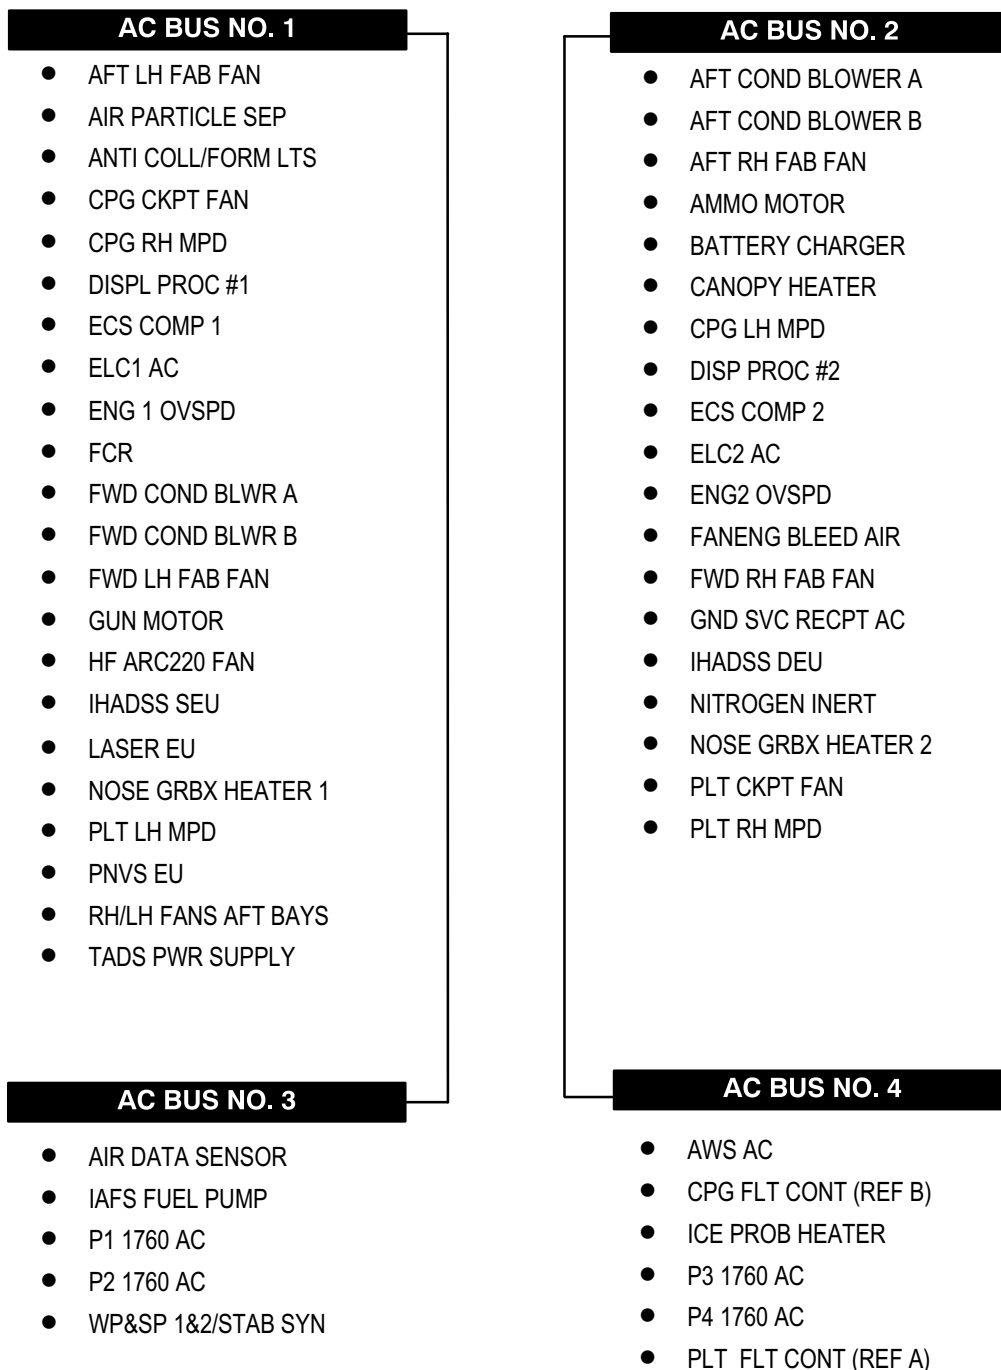 AC BUS NO. 1
AFT LH FAB FAN
AIR PARTICLE SEP
ANTI COLL/FORM LTS
CPG CKPT FAN
CPG RH MPD
DISPL PROC #1
ECS COMP 1
ELC1 AC
ENG 1 OVSPD
FCR
FWD COND BLWR A
FWD COND BLWR B
FWD LH FAB FAN
GUN MOTOR
HF ARC220 FAN
IHADSS SEU
LASER EU
NOSE GRBX HEATER 1
PLT LH MPD
PNVS EU
RH/LH FANS AFT BAYS
TADS PWR SUPPLY
AC BUS NO. 3
AIR DATA SENSOR
IAFS FUEL PUMP
P1 1760 AC
P2 1760 AC
WP&SP 1&2/STAB SYN
AC BUS NO. 2
AFT COND BLOWER A
AFT COND BLOWER B
AFT RH FAB FAN
AMMO MOTOR
BATTERY CHARGER
CANOPY HEATER
CPG LH MPD
DISP PROC #2
ECS COMP 2
ELC2 AC
ENG2 OVSPD
FANENG BLEED AIR
FWD RH FAB FAN
GND SVC RECPT AC
IHADSS DEU
NITROGEN INERT
NOSE GRBX HEATER 2
PLT CKPT FAN
PLT RH MPD
AC BUS NO. 4
AWS AC
CPG FLT CONT (REF B)
ICE PROB HEATER
P3 1760 AC
P4 1760 AC
PLT FLT CONT (REF A)